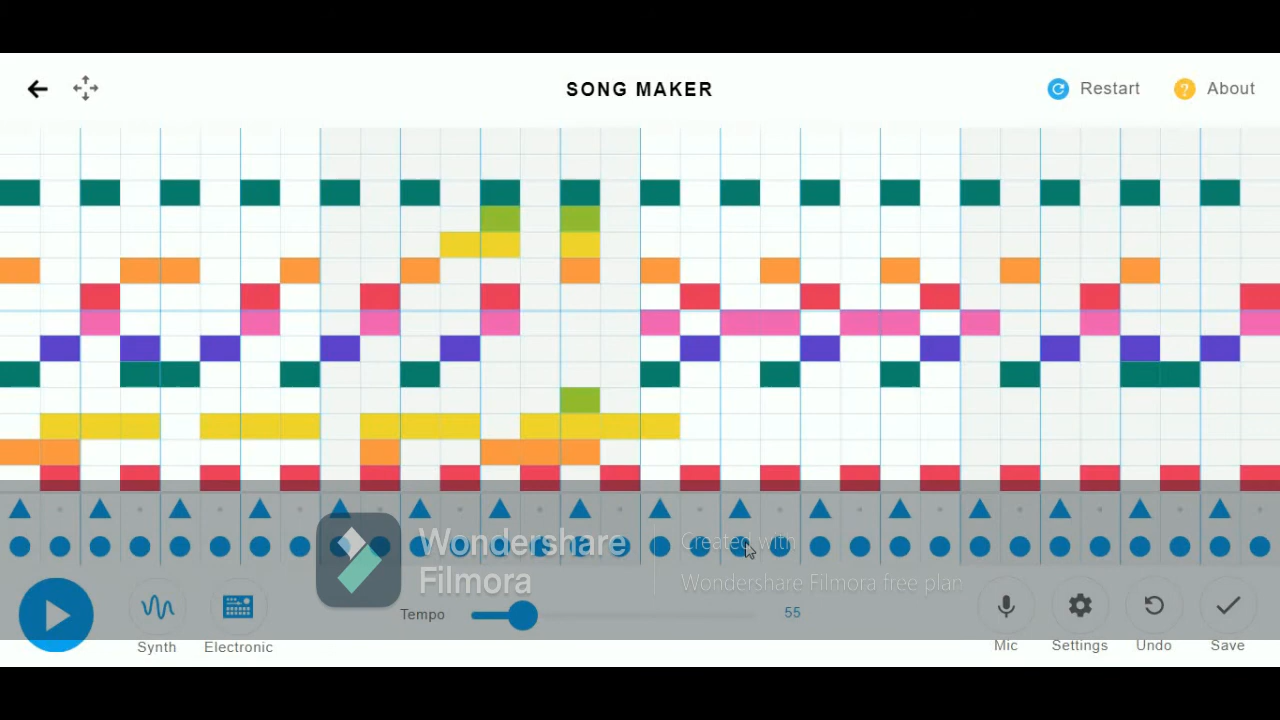 SONG MAKER
Restart
About
Wondershare
Filmora
Created with
Wondershare Filmora free plan
Tempo
55
Synth
Electronic
Mic
Settings
Undo
Save